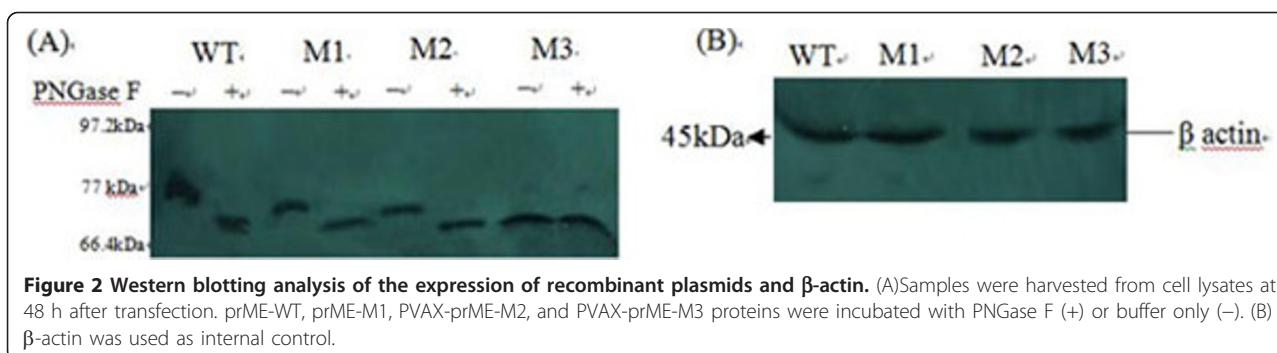 (A)
WT M1 M2 M3
PNGase F − + − + − + − +
97.2kDa
77 kDa
66.4kDa
(B)
WT M1 M2 M3
45kDa
β actin
Figure 2 Western blotting analysis of the expression of recombinant plasmids and β-actin. (A)Samples were harvested from cell lysates at
48 h after transfection. prME-WT, prME-M1, PVAX-prME-M2, and PVAX-prME-M3 proteins were incubated with PNGase F (+) or buffer only (−). (B)
β-actin was used as internal control.